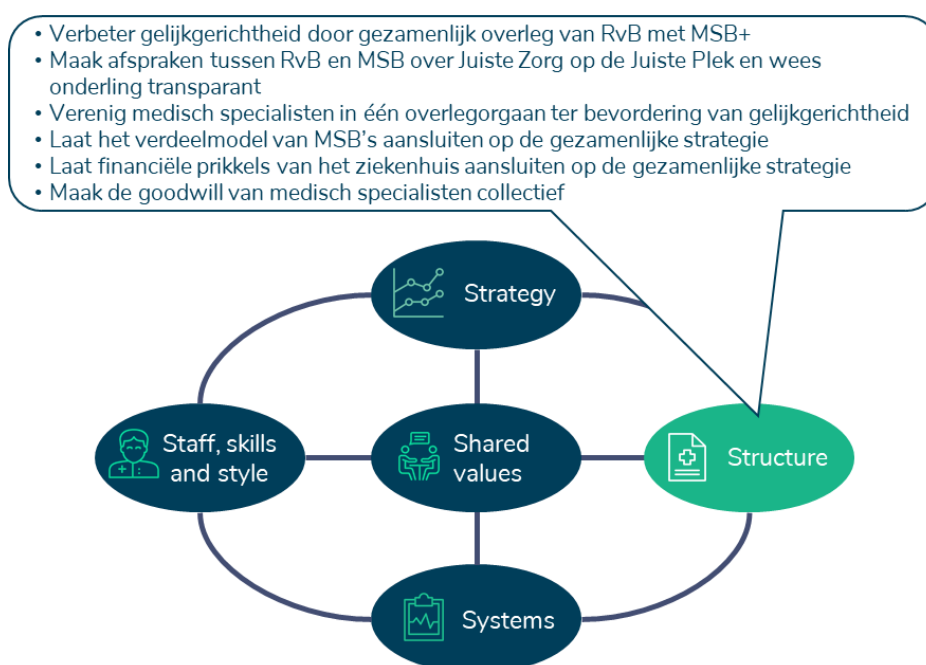 • Verbeter gelijkgerichtheid door gezamenlijk overleg van RvB met MSB+
• Maak afspraken tussen RvB en MSB over Juiste Zorg op de Juiste Plek en wees
onderling transparant
• Verenig medisch specialisten in één overlegorgaan ter bevordering van gelijkgerichtheid
• Laat het verdeelmodel van MSB's aansluiten op de gezamenlijke strategie
• Laat financiële prikkels van het ziekenhuis aansluiten op de gezamenlijke strategie
• Maak de goodwill van medisch specialisten collectief
Strategy
Staff, skills
and style
Shared
values
Structure
Systems